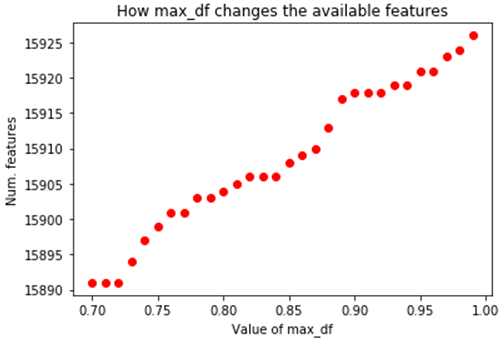 How max_df changes the available features
15925
15920
15915
15910
15905
15900
15895
15890
Num. features
0.70 0.75 0.80 0.85 0.90 0.95 1.00
Value of max_df